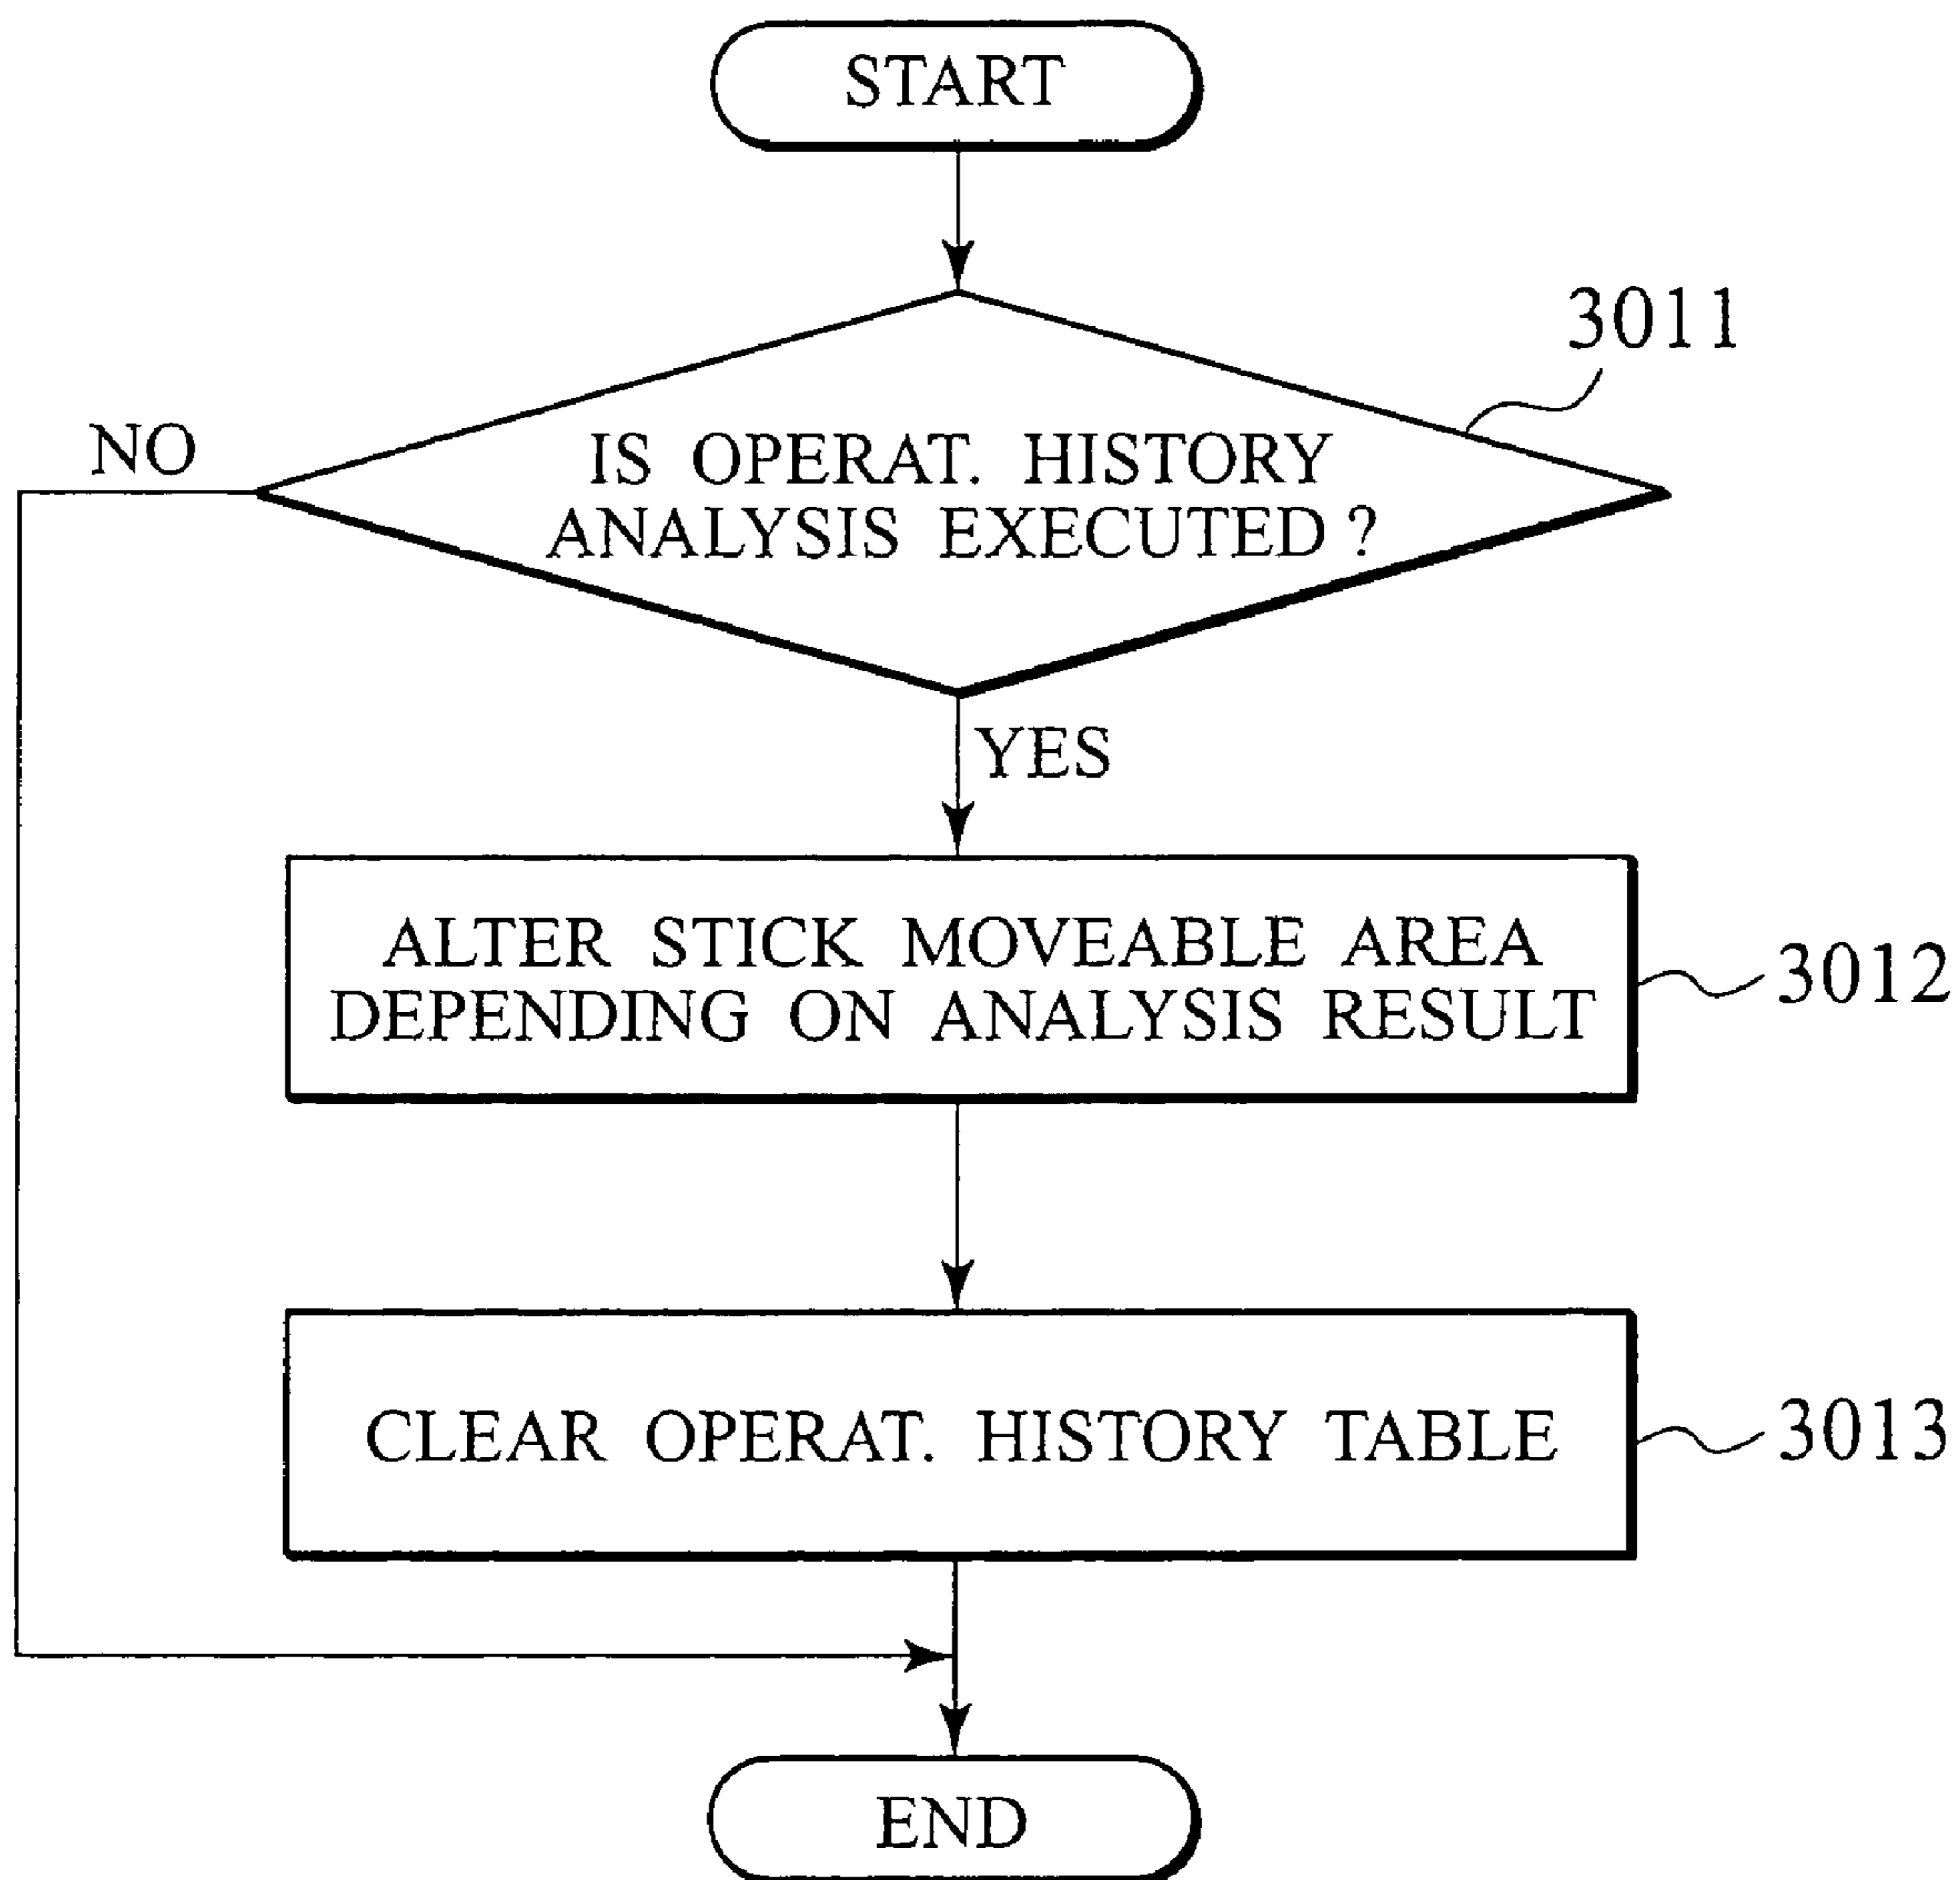 START
3011
NO
IS OPERAT. HISTORY
ANALYSIS EXECUTED ?
YES
ALTER STICK MOVEABLE AREA
DEPENDING ON ANALYSIS RESULT
3012
CLEAR OPERAT. HISTORY TABLE
3013
END